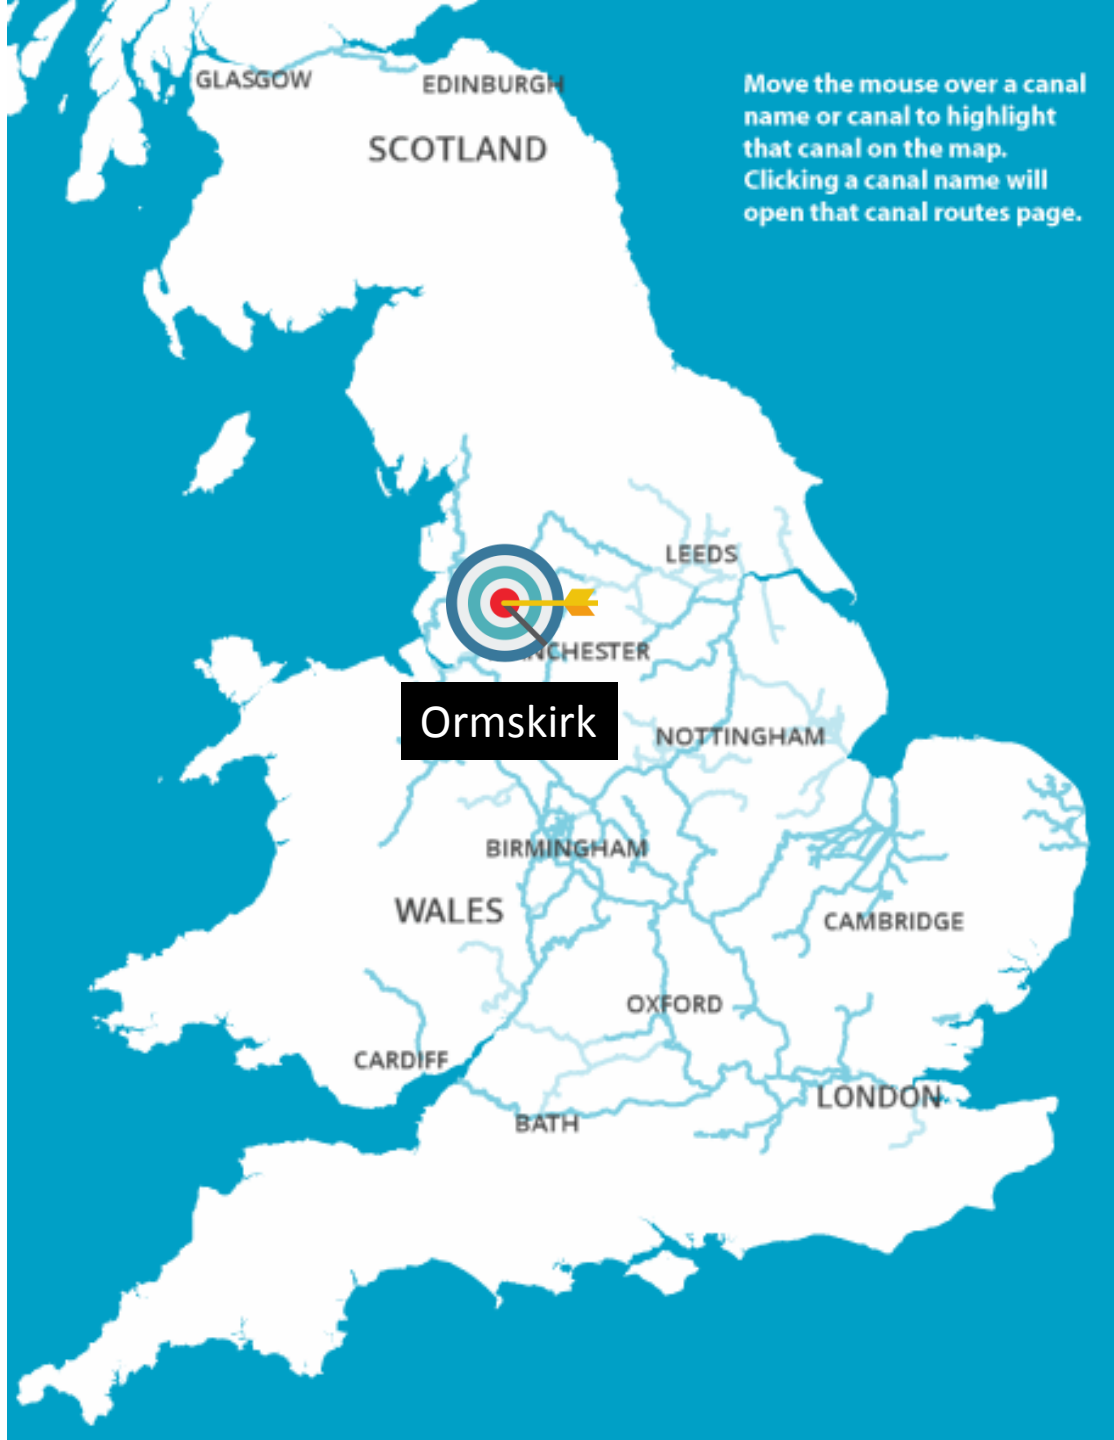 GLASGOW
EDINBURGH
SCOTLAND
Move the mouse over a canal
name or canal to highlight
that canal on the map.
Clicking a canal name will
open that canal routes page.
LEEDS
NCHESTER
Ormskirk
NOTTINGHAM
BIRMINGHAM
WALES
CAMBRIDGE
OXFORD
CARDIFF
LONDON
BATH